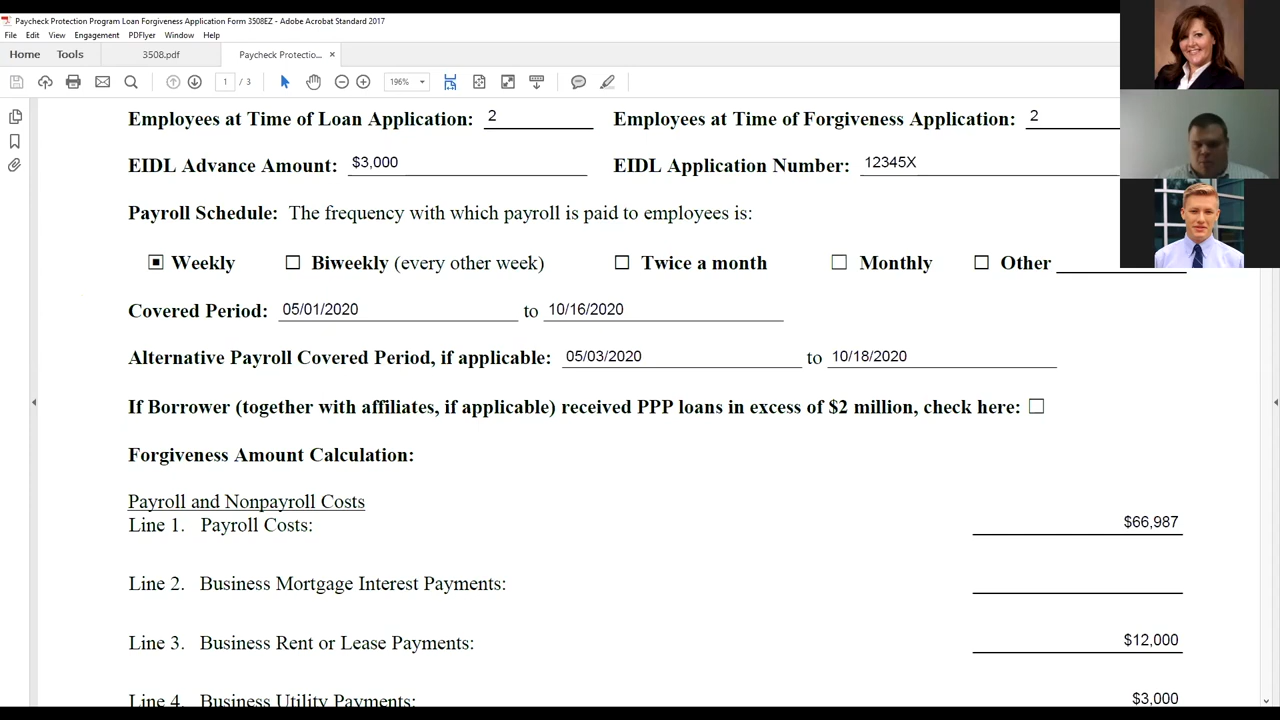 Paycheck Protection Program Loan Forgiveness Application Form 3508EZ - Adobe Acrobat Standard 2017
File Edit View Engagement PDFlyer Window Help
Home Tools 3508.pdf Paycheck Protectio... ×
1 / 3 196%
Employees at Time of Loan Application: 2 Employees at Time of Forgiveness Application: 2
EIDL Advance Amount: $3,000 EIDL Application Number: 12345X
Payroll Schedule: The frequency with which payroll is paid to employees is:
Weekly Biweekly (every other week) Twice a month Monthly Other
Covered Period: 05/01/2020 to 10/16/2020
Alternative Payroll Covered Period, if applicable: 05/03/2020 to 10/18/2020
If Borrower (together with affiliates, if applicable) received PPP loans in excess of $2 million, check here:
Forgiveness Amount Calculation:
Payroll and Nonpayroll Costs
Line 1. Payroll Costs: $66,987
Line 2. Business Mortgage Interest Payments:
Line 3. Business Rent or Lease Payments: $12,000
Line 4. Business Utility Payments: $3,000